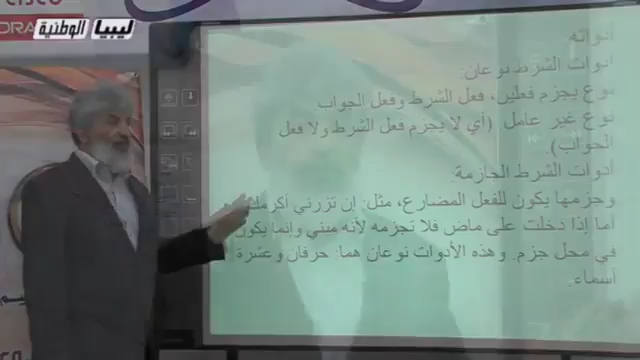 CISCO
ORA
ليبيا الوطنية
أدواته
أدوات الشرط نوعان:
نوع يجزم فعلين، فعل الشرط وفعل الجواب
نوع غير عامل (أي لا يجزم فعل الشرط ولا فعل
الجواب).
أدوات الشرط الجازمة:
وجزمها يكون للفعل المضارع، مثل: إن تزرني أكرمك
أما إذا دخلت على ماض فلا تجزمه لأنه مبني وإنما يكون
في محل جزم. وهذه الأدوات نوعان هما: حرفان وعشرة
أسماء.